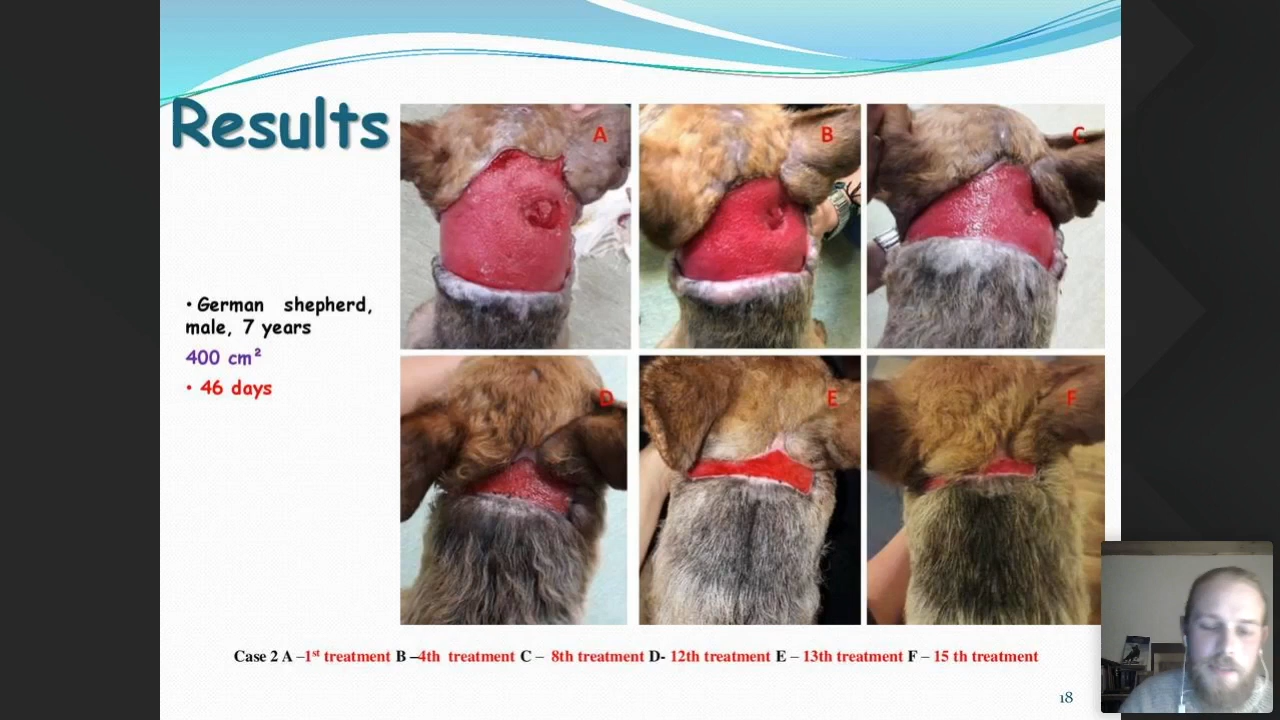 Results
A
B
C
• German shepherd,
male, 7 years
400 cm²
• 46 days
D
E
F
Case 2 A –1st treatment B –4th treatment C – 8th treatment D- 12th treatment E – 13th treatment F – 15 th treatment
18